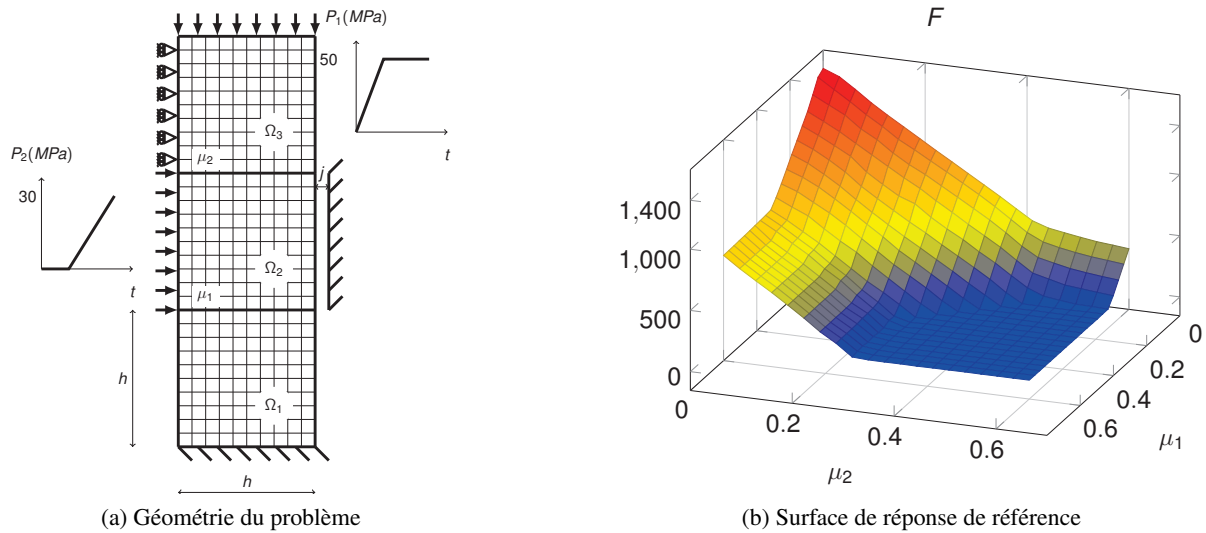 P₁(MPa)
50
t
Ω₃
μ₂
j
P₂(MPa)
30
t
Ω₂
μ₁
h
Ω₁
h
(a) Géométrie du problème
F
1,400
1,000
500
0
0
0.2
0.4
0.6
μ₂
0
0.2
0.4
0.6
μ₁
(b) Surface de réponse de référence